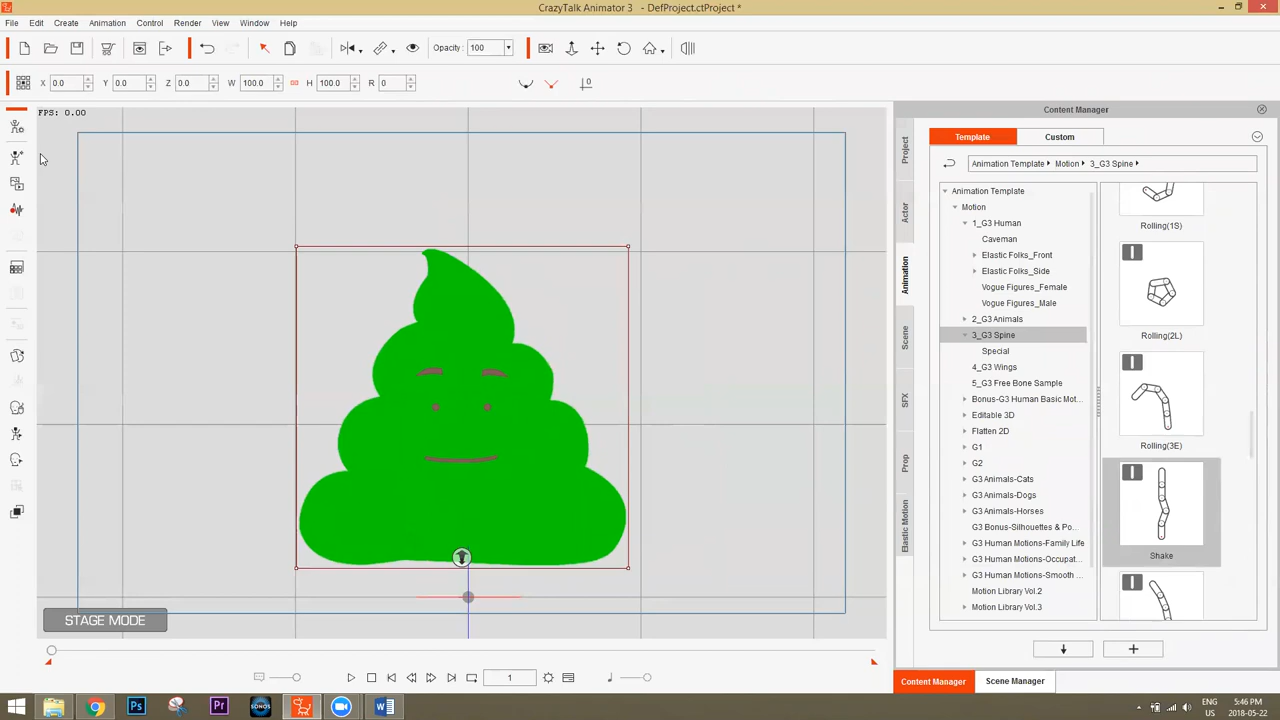 CrazyTalk Animator 3 - DefProject.ctProject *
File Edit Create Animation Control Render View Window Help
Opacity : 100
X 0.0 Y 0.0 Z 0.0 W 100.0 H 100.0 R 0
FPS: 0.00
STAGE MODE
1
Content Manager
Template Custom
Animation Template Motion 3_G3 Spine
Project
Actor
Animation
Scene
SFX
Prop
Elastic Motion
Animation Template
Motion
1_G3 Human
Caveman
Elastic Folks_Front
Elastic Folks_Side
Vogue Figures_Female
Vogue Figures_Male
2_G3 Animals
3_G3 Spine
Special
4_G3 Wings
5_G3 Free Bone Sample
Bonus-G3 Human Basic Mot...
Editable 3D
Flatten 2D
G1
G2
G3 Animals-Cats
G3 Animals-Dogs
G3 Animals-Horses
G3 Bonus-Silhouettes & Po...
G3 Human Motions-Family Life
G3 Human Motions-Occupat...
G3 Human Motions-Smooth ...
Motion Library Vol.2
Motion Library Vol.3
Rolling(1S)
Rolling(2L)
Rolling(3E)
Shake
Content Manager Scene Manager
ENG
US
5:46 PM
2018-05-22
Ps
Pr
SONOS